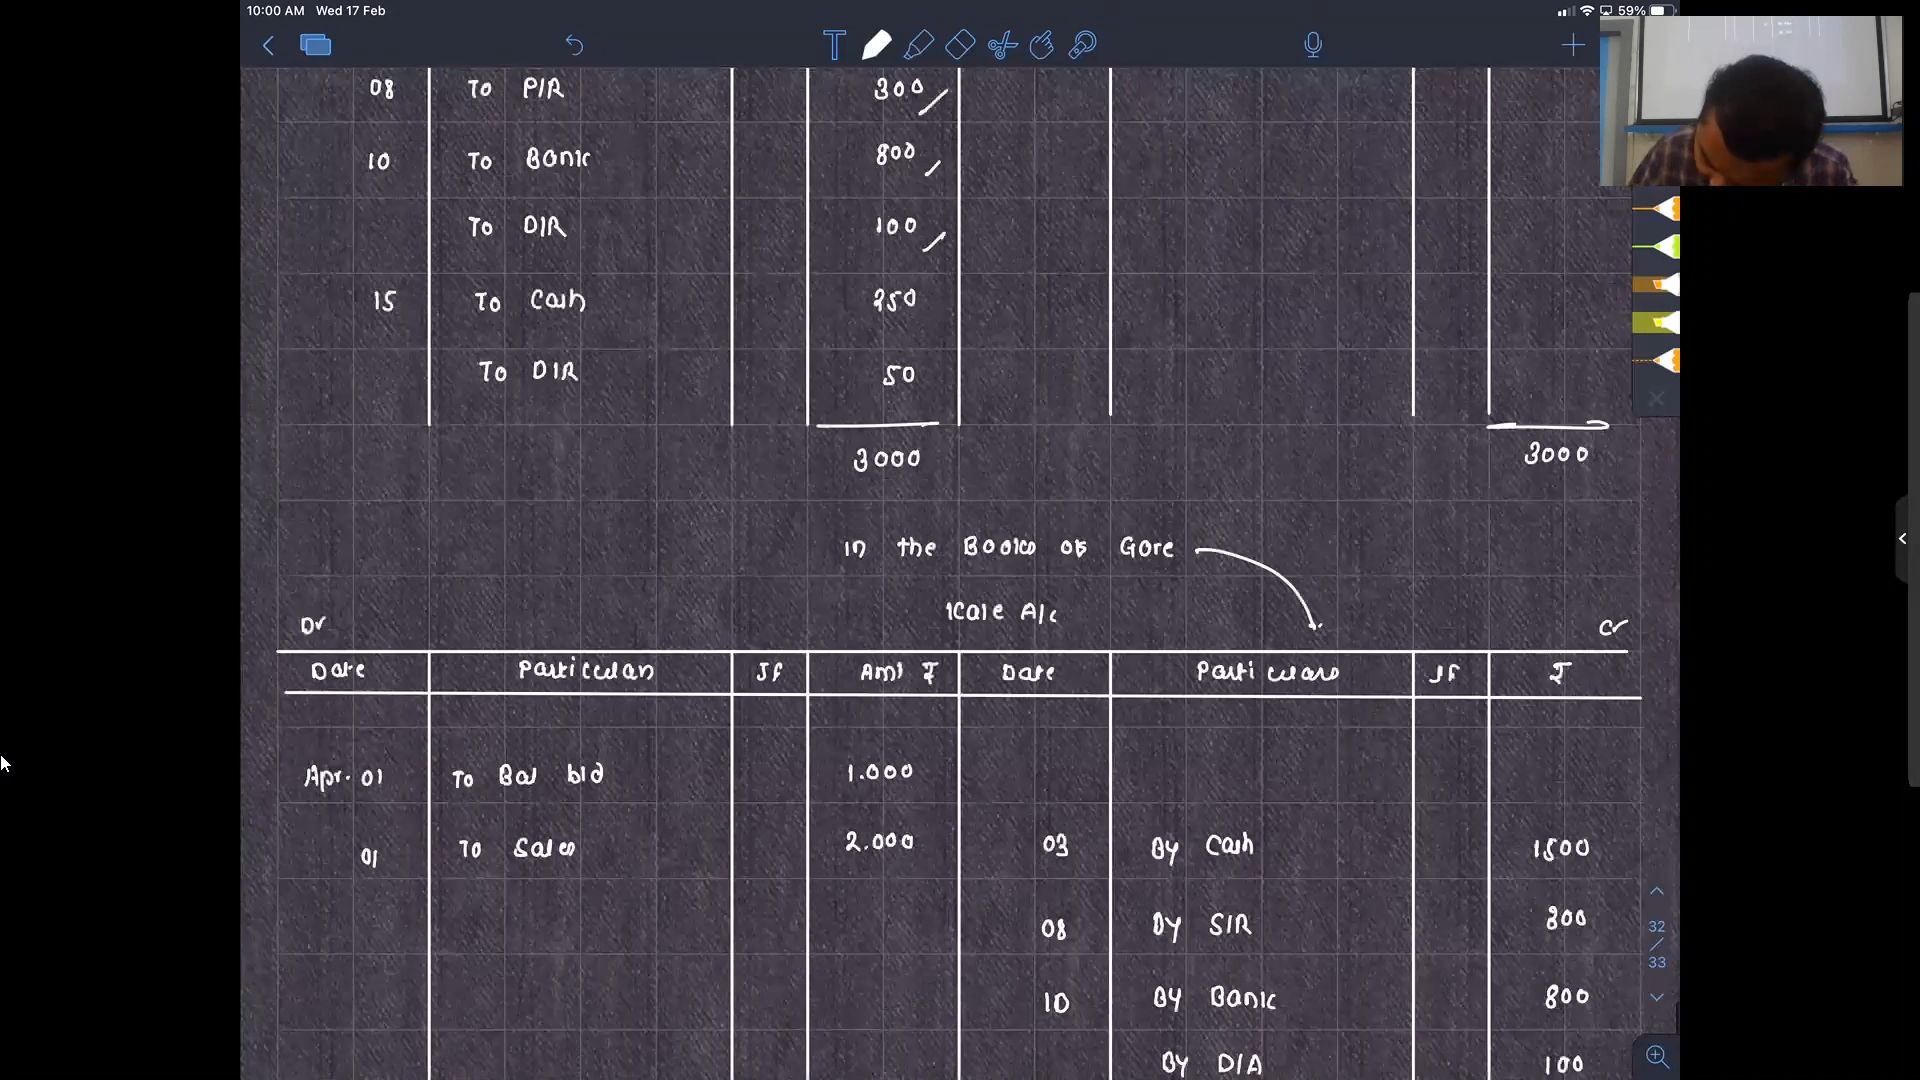 10:00 AM Wed 17 Feb
59%
08 To P/R 300
10 To Bank 800
To D/R 100
15 To Cash 250
To D/R 50
3000 3000
In the Books of Gore
Kale A/c
Dr Cr
Date Particulars Jf Amt ₹ Date Particulars Jf ₹
Apr. 01 To Bal b/d 1.000
01 To Sales 2.000 03 By Cash 1500
08 By S/R 300
10 By Bank 800
By D/A 100
32
33